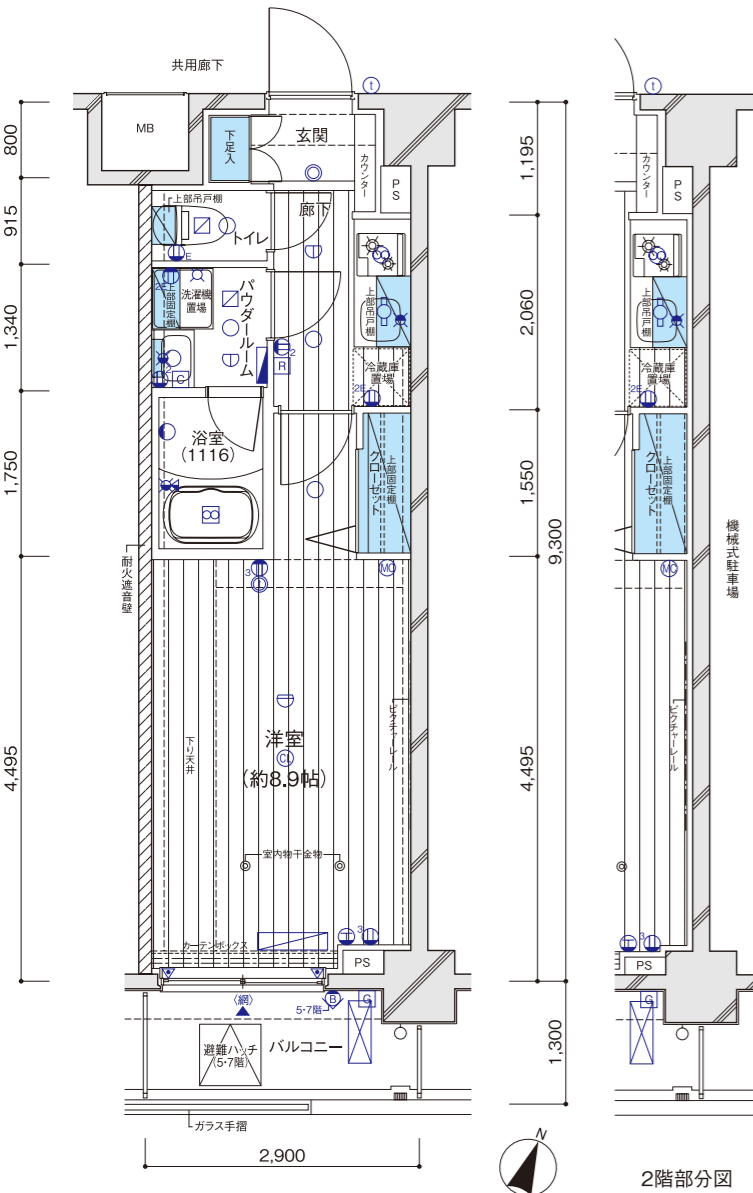 共用廊下
t
t
MB
下足入
玄関
カウンター
PS
カウンター
PS
800
1,195
上部吊戸棚
廊下
トイレ
E
915
2E
上部固定棚
洗濯機
置場
パウダールーム
上部吊戸棚
上部吊戸棚
1,340
2,060
2
R
C
冷蔵庫
置場
2E
冷蔵庫
置場
2E
浴室
(1116)
クローゼット
上部固定棚
クローゼット
上部固定棚
1,750
1,550
9,300
機械式駐車場
耐火遮音壁
3
t
MC
MC
下り天井
洋室
CL
(約8.9帖)
ピクチャーレール
ピクチャーレール
4,495
4,495
室内物干金物
カーテンボックス
3
3
PS
PS
〈網〉
5・7階
B
G
G
避難ハッチ
(5・7階)
バルコニー
1,300
ガラス手摺
2,900
N
2階部分図